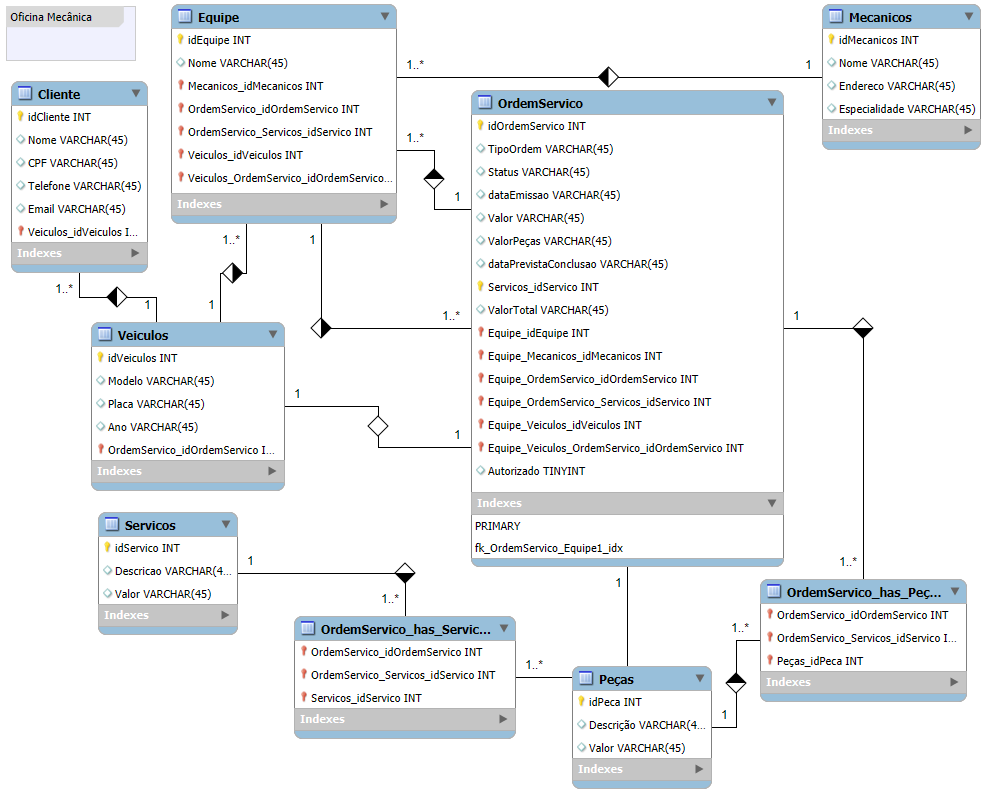 Oficina Mecânica
Equipe
idEquipe INT
Nome VARCHAR(45)
Mecanicos_idMecanicos INT
OrdemServico_idOrdemServico INT
OrdemServico_Servicos_idServico INT
Veiculos_idVeiculos INT
Veiculos_OrdemServico_idOrdemServico...
Indexes
Mecanicos
idMecanicos INT
Nome VARCHAR(45)
Endereco VARCHAR(45)
Especialidade VARCHAR(45)
Indexes
1..*
1
Cliente
idCliente INT
Nome VARCHAR(45)
CPF VARCHAR(45)
Telefone VARCHAR(45)
Email VARCHAR(45)
Veiculos_idVeiculos I...
Indexes
OrdemServico
idOrdemServico INT
TipoOrdem VARCHAR(45)
Status VARCHAR(45)
dataEmissao VARCHAR(45)
Valor VARCHAR(45)
ValorPeças VARCHAR(45)
dataPrevistaConclusao VARCHAR(45)
Servicos_idServico INT
ValorTotal VARCHAR(45)
Equipe_idEquipe INT
Equipe_Mecanicos_idMecanicos INT
Equipe_OrdemServico_idOrdemServico INT
Equipe_OrdemServico_Servicos_idServico INT
Equipe_Veiculos_idVeiculos INT
Equipe_Veiculos_OrdemServico_idOrdemServico INT
Autorizado TINYINT
Indexes
PRIMARY
fk_OrdemServico_Equipe1_idx
1..*
1
1..*
1
1
1..*
1..*
1
Veiculos
idVeiculos INT
Modelo VARCHAR(45)
Placa VARCHAR(45)
Ano VARCHAR(45)
OrdemServico_idOrdemServico I...
Indexes
1
1
1
1..*
Servicos
idServico INT
Descricao VARCHAR(4...
Valor VARCHAR(45)
Indexes
1
1..*
OrdemServico_has_Servic...
OrdemServico_idOrdemServico INT
OrdemServico_Servicos_idServico INT
Servicos_idServico INT
Indexes
1..*
1
Peças
idPeca INT
Descrição VARCHAR(4...
Valor VARCHAR(45)
Indexes
1..*
1
OrdemServico_has_Peç...
OrdemServico_idOrdemServico INT
OrdemServico_Servicos_idServico I...
Peças_idPeca INT
Indexes